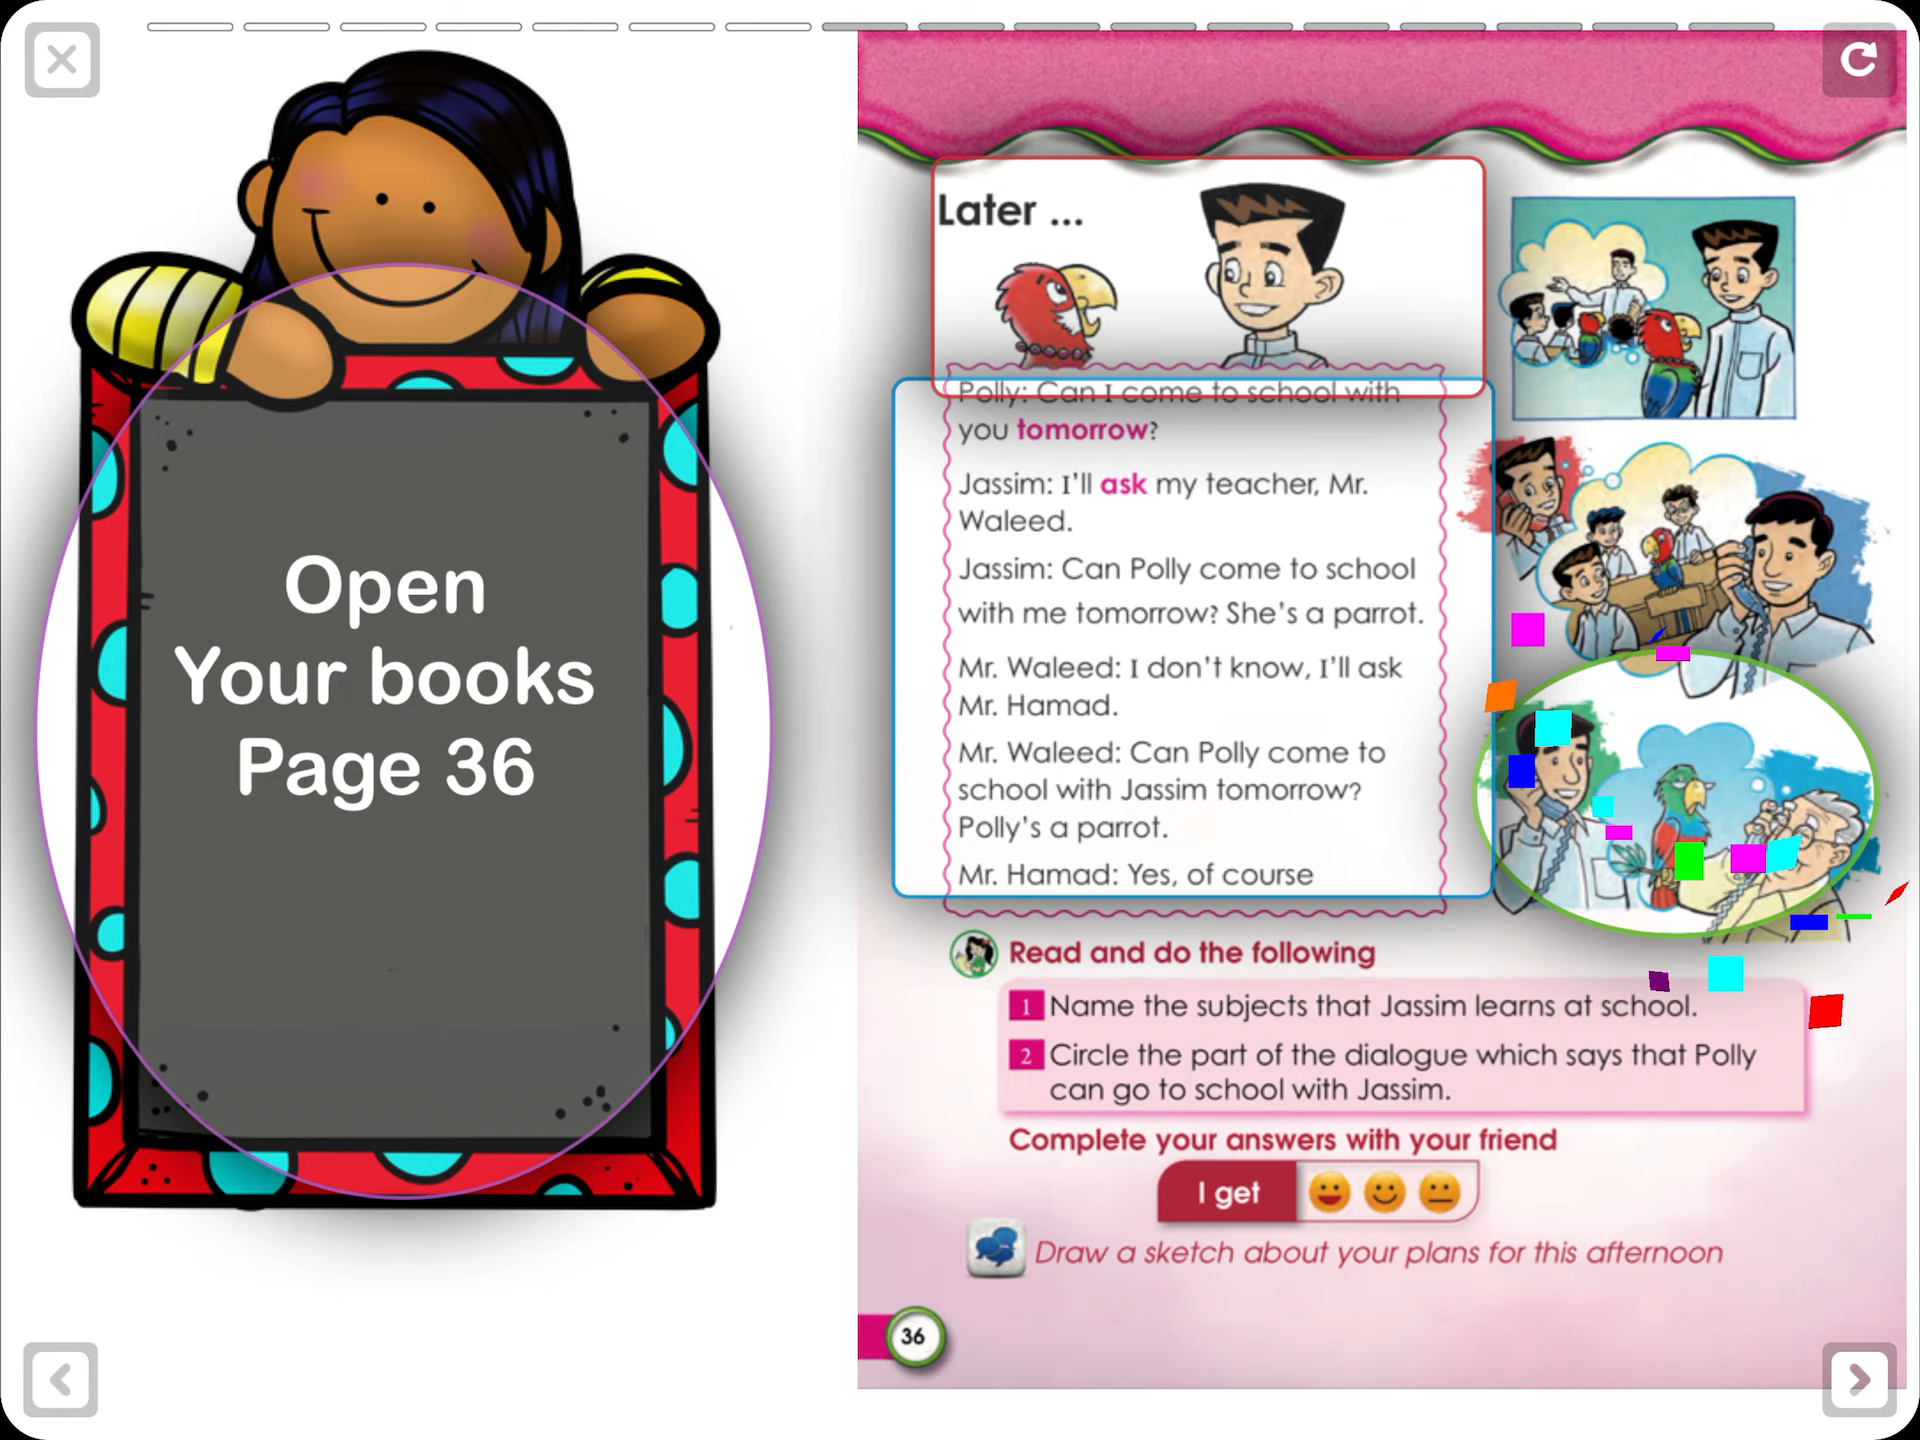 Open
Your books
Page 36
Later ...
Polly: Can I come to school with
you tomorrow?
Jassim: I'll ask my teacher, Mr.
Waleed.
Jassim: Can Polly come to school
with me tomorrow? She's a parrot.
Mr. Waleed: I don't know, I'll ask
Mr. Hamad.
Mr. Waleed: Can Polly come to
school with Jassim tomorrow?
Polly's a parrot.
Mr. Hamad: Yes, of course
Read and do the following
1 Name the subjects that Jassim learns at school.
2 Circle the part of the dialogue which says that Polly
can go to school with Jassim.
Complete your answers with your friend
I get
Draw a sketch about your plans for this afternoon
36